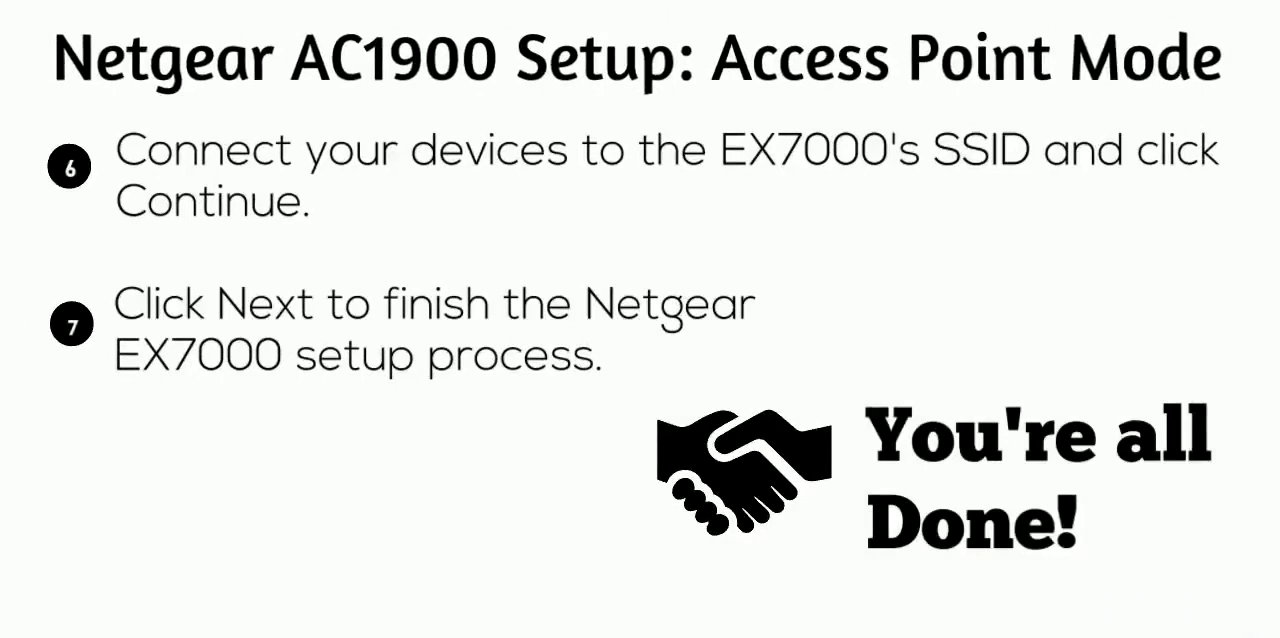 Netgear AC1900 Setup: Access Point Mode
6 Connect your devices to the EX7000's SSID and click
Continue.
7 Click Next to finish the Netgear
EX7000 setup process.
You're all
Done!